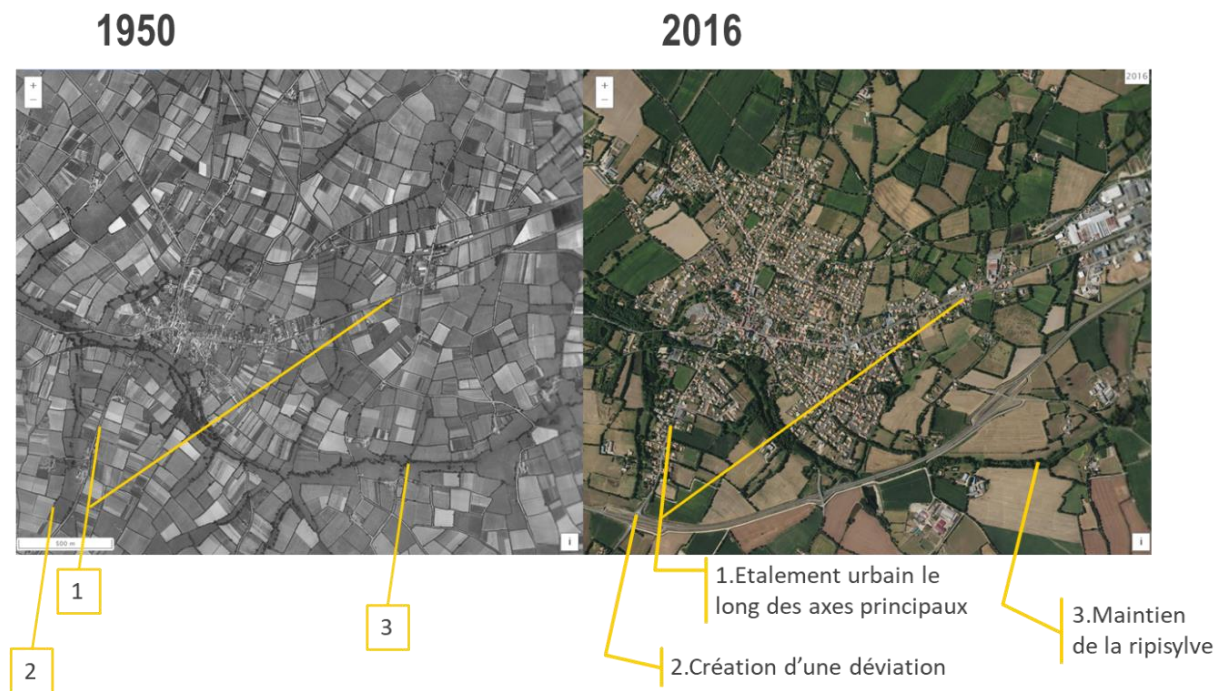 1950
2016
+
−
+
−
2016
500 m
i
i
1
2
3
1.Etalement urbain le
long des axes principaux
2.Création d’une déviation
3.Maintien
de la ripisylve